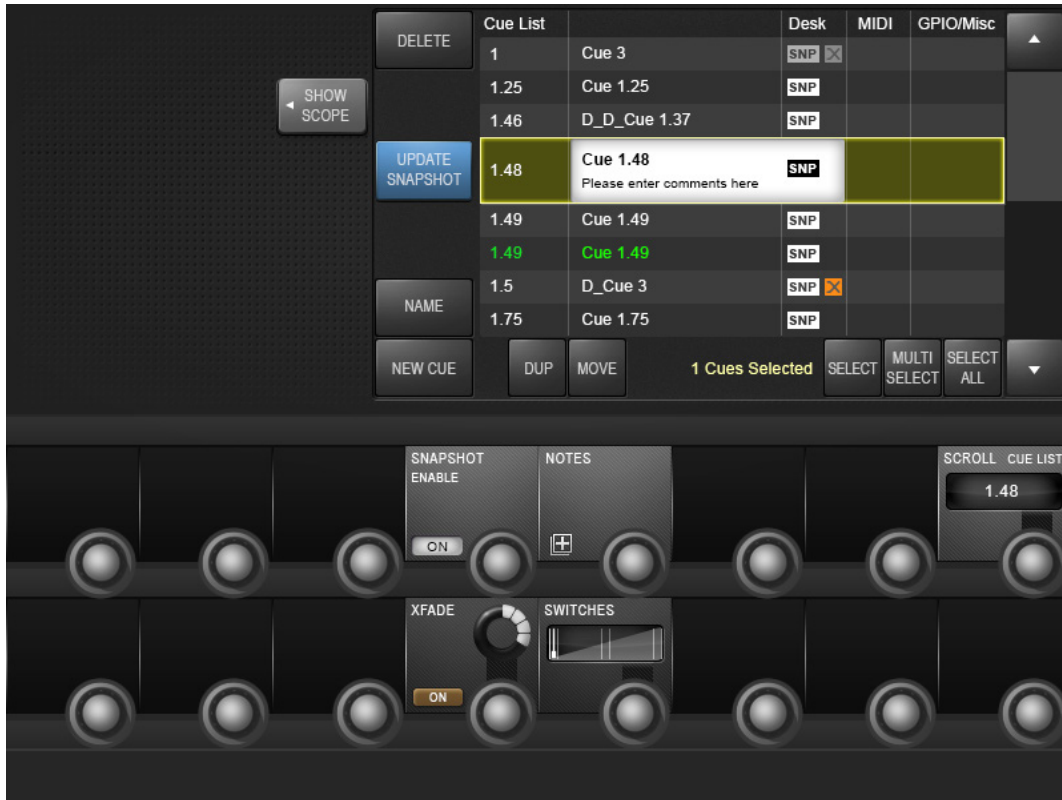 DELETE
Cue List Desk MIDI GPIO/Misc
1 Cue 3 SNP
SHOW
SCOPE
1.25 Cue 1.25 SNP
1.46 D_D_Cue 1.37 SNP
UPDATE
SNAPSHOT
1.48 Cue 1.48 SNP
Please enter comments here
1.49 Cue 1.49 SNP
1.49 Cue 1.49 SNP
NAME
1.5 D_Cue 3 SNP
1.75 Cue 1.75 SNP
NEW CUE
DUP
MOVE
1 Cues Selected
SELECT
MULTI
SELECT
SELECT
ALL
SNAPSHOT
ENABLE
ON
NOTES
SCROLL CUE LIST
1.48
XFADE
ON
SWITCHES